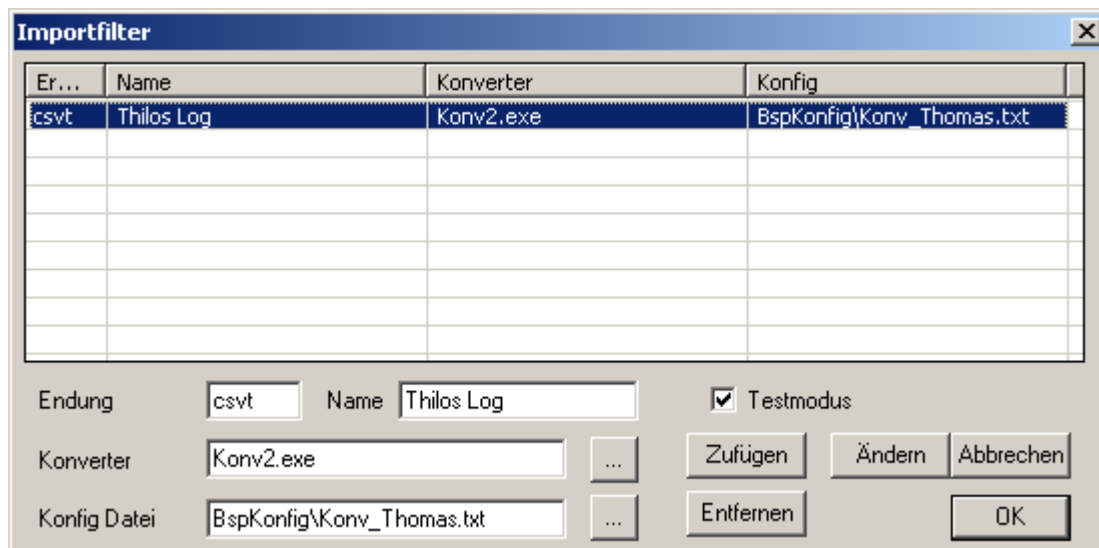 Importfilter
Er... Name Konverter Konfig
csvt Thilos Log Konv2.exe BspKonfig\Konv_Thomas.txt
Endung csvt Name Thilos Log Testmodus
Konverter Konv2.exe ... Zufügen Ändern Abbrechen
Konfig Datei BspKonfig\Konv_Thomas.txt ... Entfernen OK